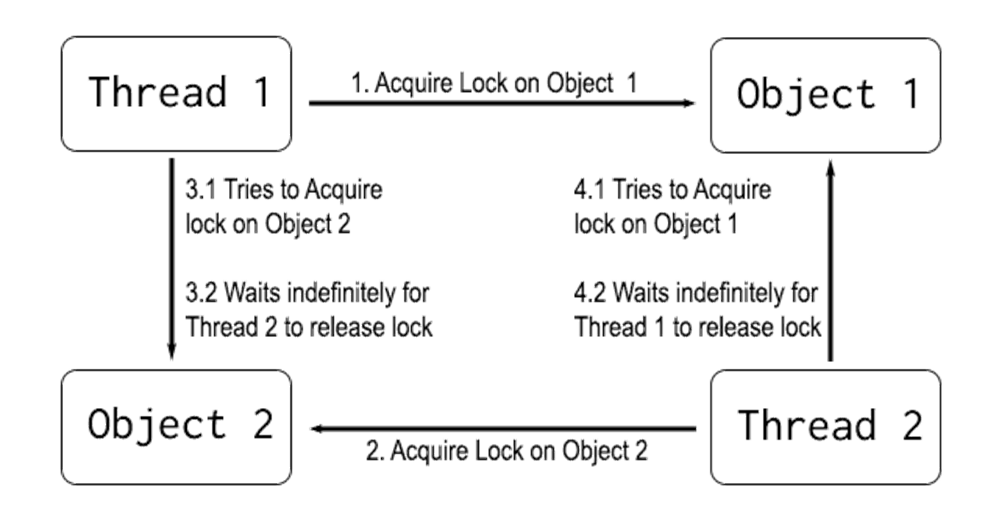 Thread 1
1. Acquire Lock on Object 1
Object 1
3.1 Tries to Acquire
lock on Object 2
3.2 Waits indefinitely for
Thread 2 to release lock
4.1 Tries to Acquire
lock on Object 1
4.2 Waits indefinitely for
Thread 1 to release lock
Object 2
2. Acquire Lock on Object 2
Thread 2